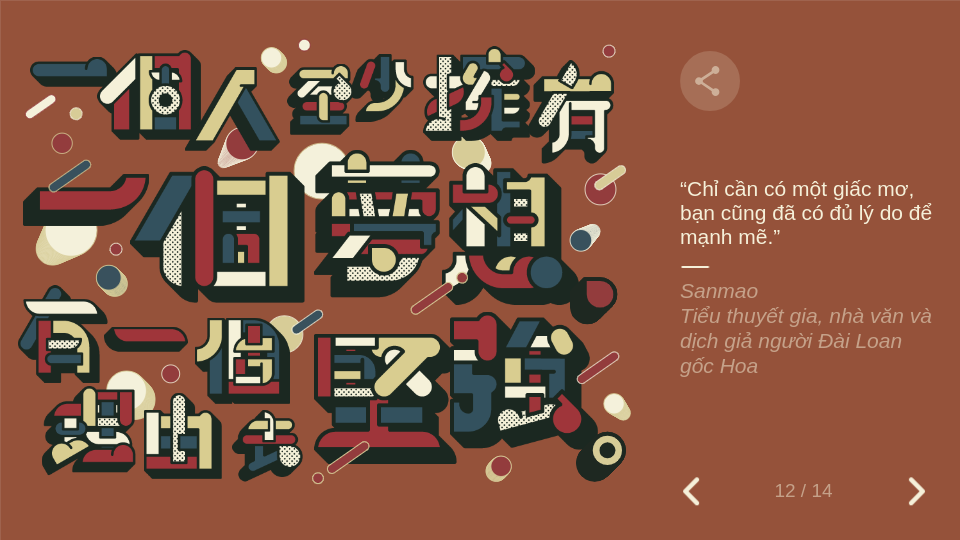 一個人至少擁有
一個夢想
有一個
理由去
堅強
“Chỉ cần có một giấc mơ,
bạn cũng đã có đủ lý do để
mạnh mẽ.”
Sanmao
Tiểu thuyết gia, nhà văn và
dịch giả người Đài Loan
gốc Hoa
12 / 14